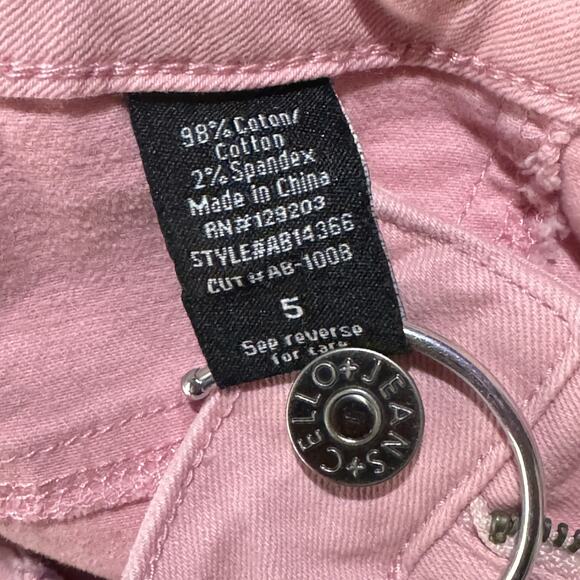 98% Coton/
Cotton
2% Spandex
Made in China
RN#129203
STYLE#AB14366
CUT#AB-1008
5
See reverse
for care
CELLO + JEANS +